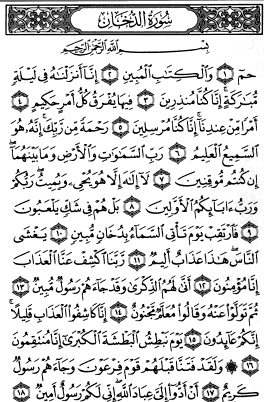 سُورَةُ الدُّخَانِ
بِسْمِ اللَّهِ الرَّحْمَٰنِ الرَّحِيمِ
حمٓ ١ وَالْكِتَابِ الْمُبِينِ ٢ إِنَّا أَنزَلْنَاهُ فِي لَيْلَةٍ
مُّبَارَكَةٍ إِنَّا كُنَّا مُنذِرِينَ ٣ فِيهَا يُفْرَقُ كُلُّ أَمْرٍ حَكِيمٍ ٤
أَمْرًا مِّنْ عِندِنَا إِنَّا كُنَّا مُرْسِلِينَ ٥ رَحْمَةً مِّن رَّبِّكَ إِنَّهُ هُوَ
السَّمِيعُ الْعَلِيمُ ٦ رَبِّ السَّمَاوَاتِ وَالْأَرْضِ وَمَا بَيْنَهُمَا
إِن كُنتُم مُّوقِنِينَ ٧ لَا إِلَٰهَ إِلَّا هُوَ يُحْيِي وَيُمِيتُ رَبُّكُمْ
وَرَبُّ آبَائِكُمُ الْأَوَّلِينَ ٨ بَلْ هُمْ فِي شَكٍّ يَلْعَبُونَ
٩ فَارْتَقِبْ يَوْمَ تَأْتِي السَّمَاءُ بِدُخَانٍ مُّبِينٍ ١٠ يَغْشَى
النَّاسَ هَٰذَا عَذَابٌ أَلِيمٌ ١١ رَّبَّنَا اكْشِفْ عَنَّا الْعَذَابَ
إِنَّا مُؤْمِنُونَ ١٢ أَنَّىٰ لَهُمُ الذِّكْرَىٰ وَقَدْ جَاءَهُمْ رَسُولٌ مُّبِينٌ ١٣
ثُمَّ تَوَلَّوْا عَنْهُ وَقَالُوا مُعَلَّمٌ مَّجْنُونٌ ١٤ إِنَّا كَاشِفُو الْعَذَابِ قَلِيلًا
إِنَّكُمْ عَائِدُونَ ١٥ يَوْمَ نَبْطِشُ الْبَطْشَةَ الْكُبْرَىٰ إِنَّا مُنتَقِمُونَ
١٦ وَلَقَدْ فَتَنَّا قَبْلَهُمْ قَوْمَ فِرْعَوْنَ وَجَاءَهُمْ رَسُولٌ
كَرِيمٌ ١٧ أَنْ أَدُّوا إِلَيَّ عِبَادَ اللَّهِ إِنِّي لَكُمْ رَسُولٌ أَمِينٌ ١٨